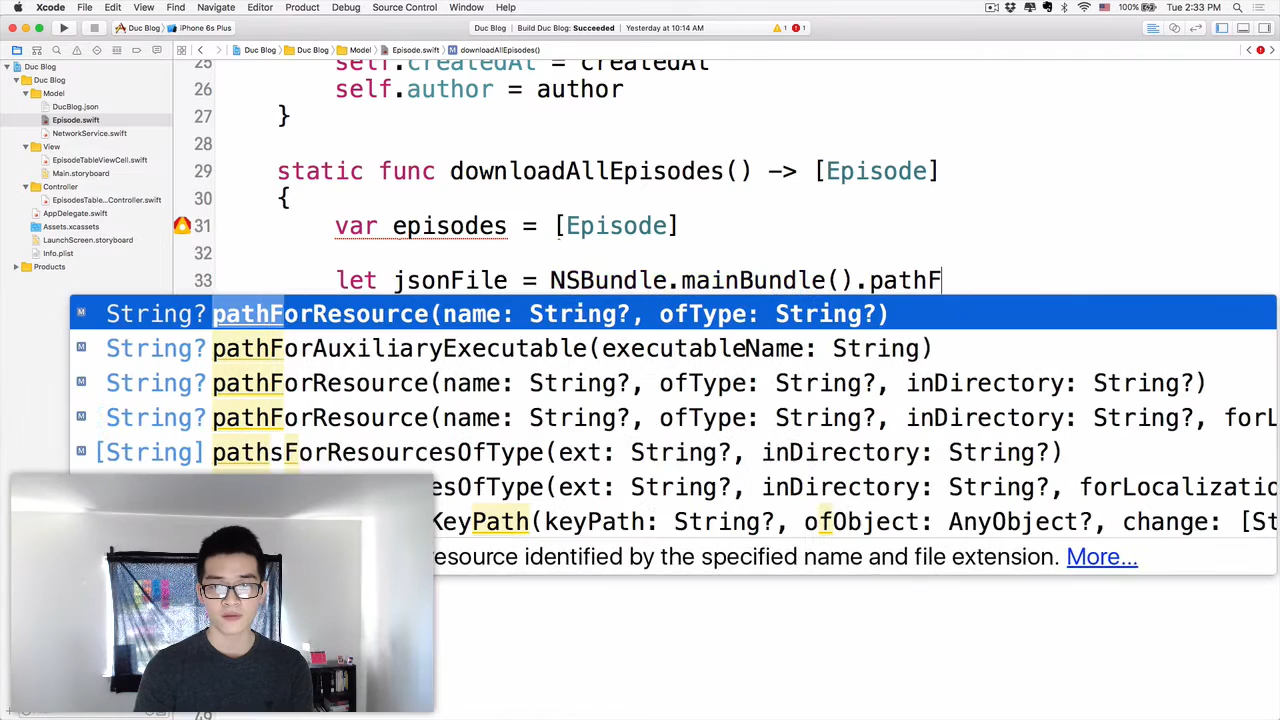 Xcode File Edit View Find Navigate Editor Product Debug Source Control Window Help 100% Tue 2:33 PM
Duc Blog iPhone 6s Plus Duc Blog Build Duc Blog: Succeeded Yesterday at 10:14 AM 1 1
Duc Blog Duc Blog Model Episode.swift M downloadAllEpisodes()
Duc Blog
Duc Blog
Model
DucBlog.json
Episode.swift
NetworkService.swift
View
EpisodeTableViewCell.swift
Main.storyboard
Controller
EpisodesTable...Controller.swift
AppDelegate.swift
Assets.xcassets
LaunchScreen.storyboard
Info.plist
Products
25 self.createdAt = createdAt
26 self.author = author
27 }
28
29 static func downloadAllEpisodes() -> [Episode]
30 {
31 var episodes = [Episode]
32
33 let jsonFile = NSBundle.mainBundle().pathF
M String? pathForResource(name: String?, ofType: String?)
M String? pathForAuxiliaryExecutable(executableName: String)
M String? pathForResource(name: String?, ofType: String?, inDirectory: String?)
M String? pathForResource(name: String?, ofType: String?, inDirectory: String?, forL
M [String] pathsForResourcesOfType(ext: String?, inDirectory: String?)
esOfType(ext: String?, inDirectory: String?, forLocalizatio
KeyPath(keyPath: String?, ofObject: AnyObject?, change: [St
esource identified by the specified name and file extension. More...